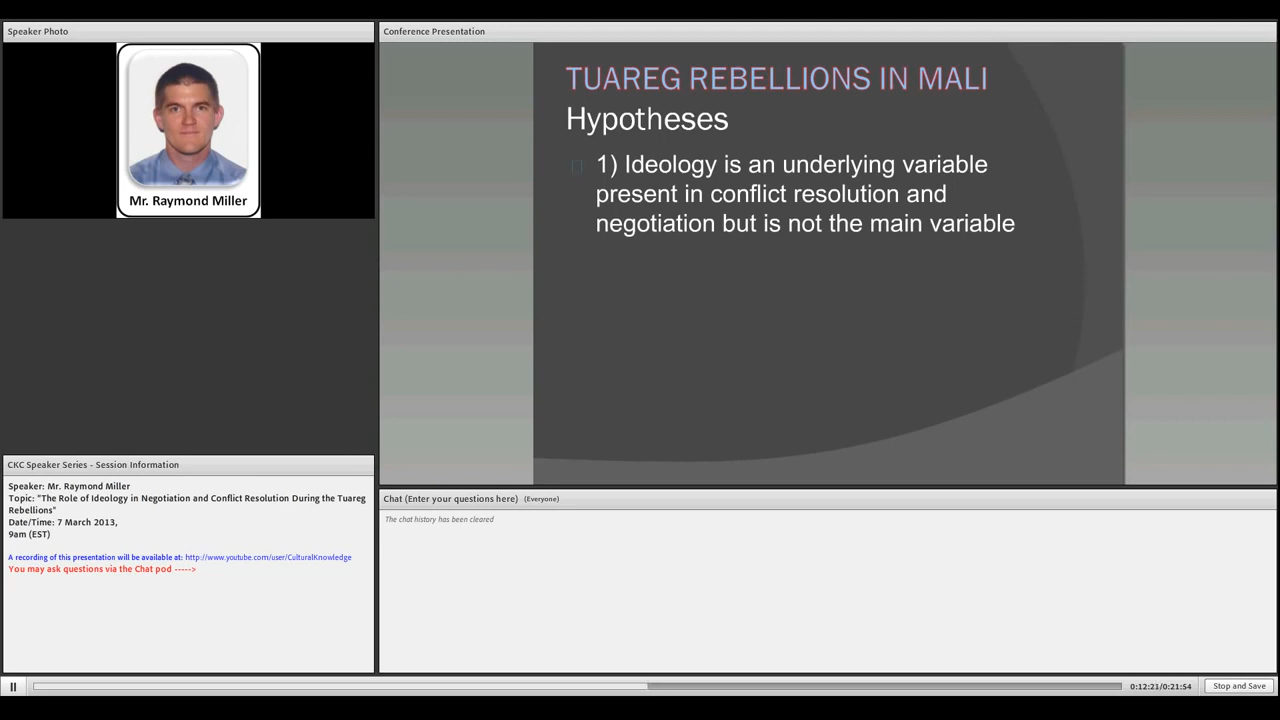 Speaker Photo
Mr. Raymond Miller
Conference Presentation
TUAREG REBELLIONS IN MALI
Hypotheses
1) Ideology is an underlying variable
present in conflict resolution and
negotiation but is not the main variable
CKC Speaker Series - Session Information
Speaker: Mr. Raymond Miller
Topic: "The Role of Ideology in Negotiation and Conflict Resolution During the Tuareg
Rebellions"
Date/Time: 7 March 2013,
9am (EST)
A recording of this presentation will be available at: http://www.youtube.com/user/CulturalKnowledge
You may ask questions via the Chat pod ----->
Chat (Enter your questions here) (Everyone)
The chat history has been cleared
0:12:21/0:21:54
Stop and Save